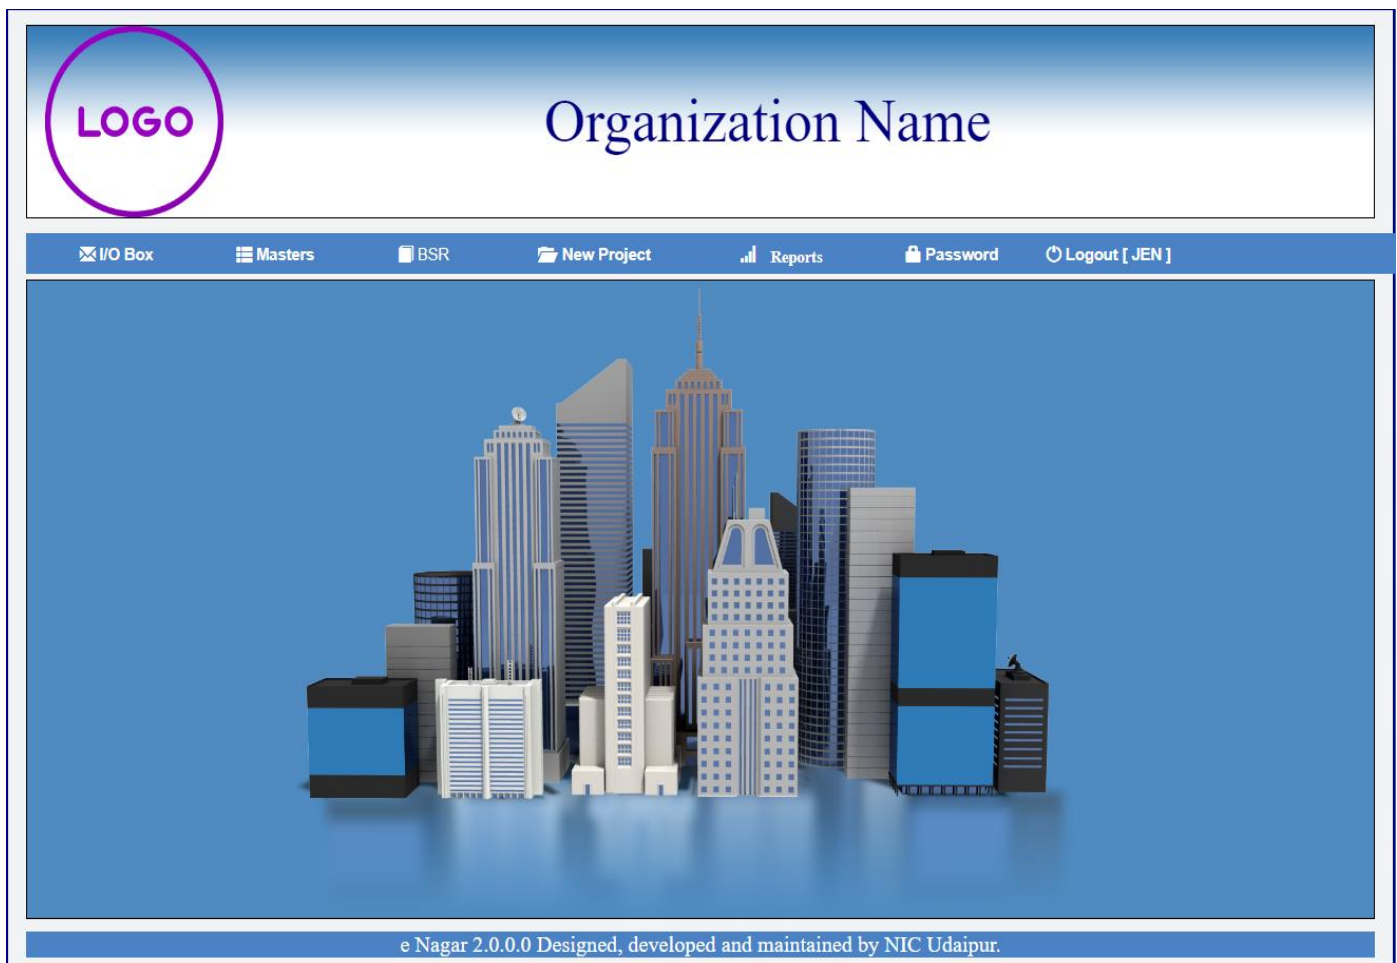 LOGO
Organization Name
I/O Box Masters BSR New Project Reports Password Logout [ JEN ]
e Nagar 2.0.0.0 Designed, developed and maintained by NIC Udaipur.